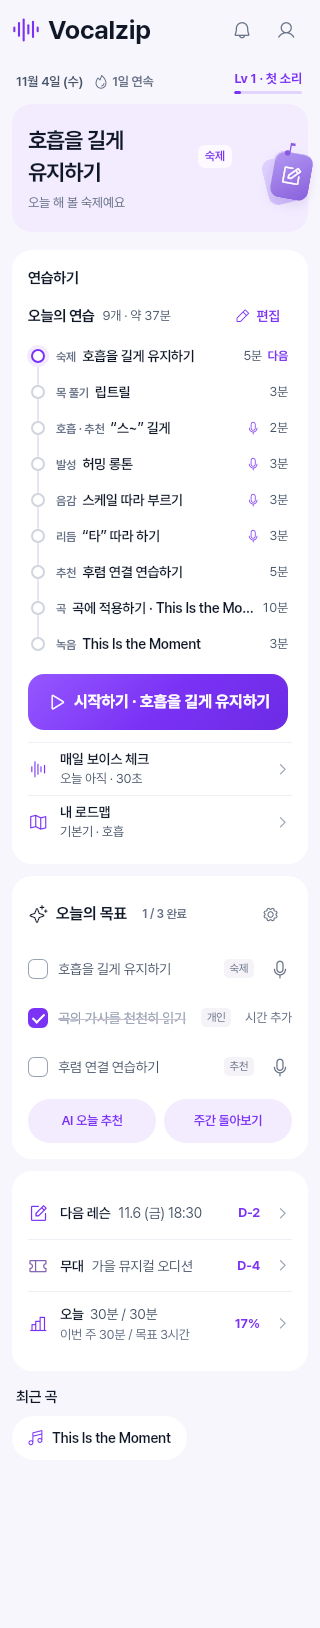 Vocalzip
11월 4일 (수) 1일 연속 Lv 1 · 첫 소리
호흡을 길게
유지하기
숙제
오늘 해 볼 숙제예요
연습하기
오늘의 연습 9개 · 약 37분 편집
숙제 호흡을 길게 유지하기 5분 다음
목 풀기 립트릴 3분
호흡 · 추천 “스~” 길게 2분
발성 허밍 롱톤 3분
음감 스케일 따라 부르기 3분
리듬 “타” 따라 하기 3분
추천 후렴 연결 연습하기 5분
곡 곡에 적용하기 · This Is the Mo... 10분
녹음 This Is the Moment 3분
시작하기 · 호흡을 길게 유지하기
매일 보이스 체크
오늘 아직 · 30초
내 로드맵
기본기 · 호흡
오늘의 목표 1 / 3 완료
호흡을 길게 유지하기 숙제
곡의 가사를 천천히 읽기 개인 시간 추가
후렴 연결 연습하기 추천
AI 오늘 추천 주간 돌아보기
다음 레슨 11.6 (금) 18:30 D-2
무대 가을 뮤지컬 오디션 D-4
오늘 30분 / 30분 17%
이번 주 30분 / 목표 3시간
최근 곡
This Is the Moment